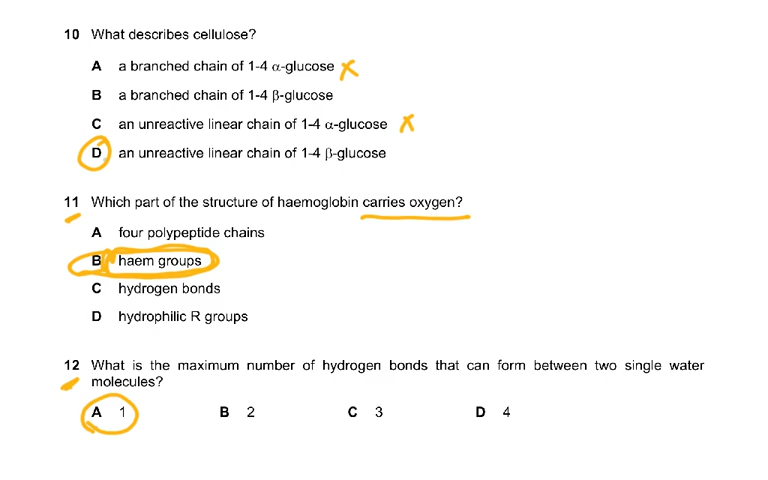 10 What describes cellulose?
A a branched chain of 1-4 α-glucose
B a branched chain of 1-4 β-glucose
C an unreactive linear chain of 1-4 α-glucose
D an unreactive linear chain of 1-4 β-glucose
11 Which part of the structure of haemoglobin carries oxygen?
A four polypeptide chains
B haem groups
C hydrogen bonds
D hydrophilic R groups
12 What is the maximum number of hydrogen bonds that can form between two single water
molecules?
A 1 B 2 C 3 D 4